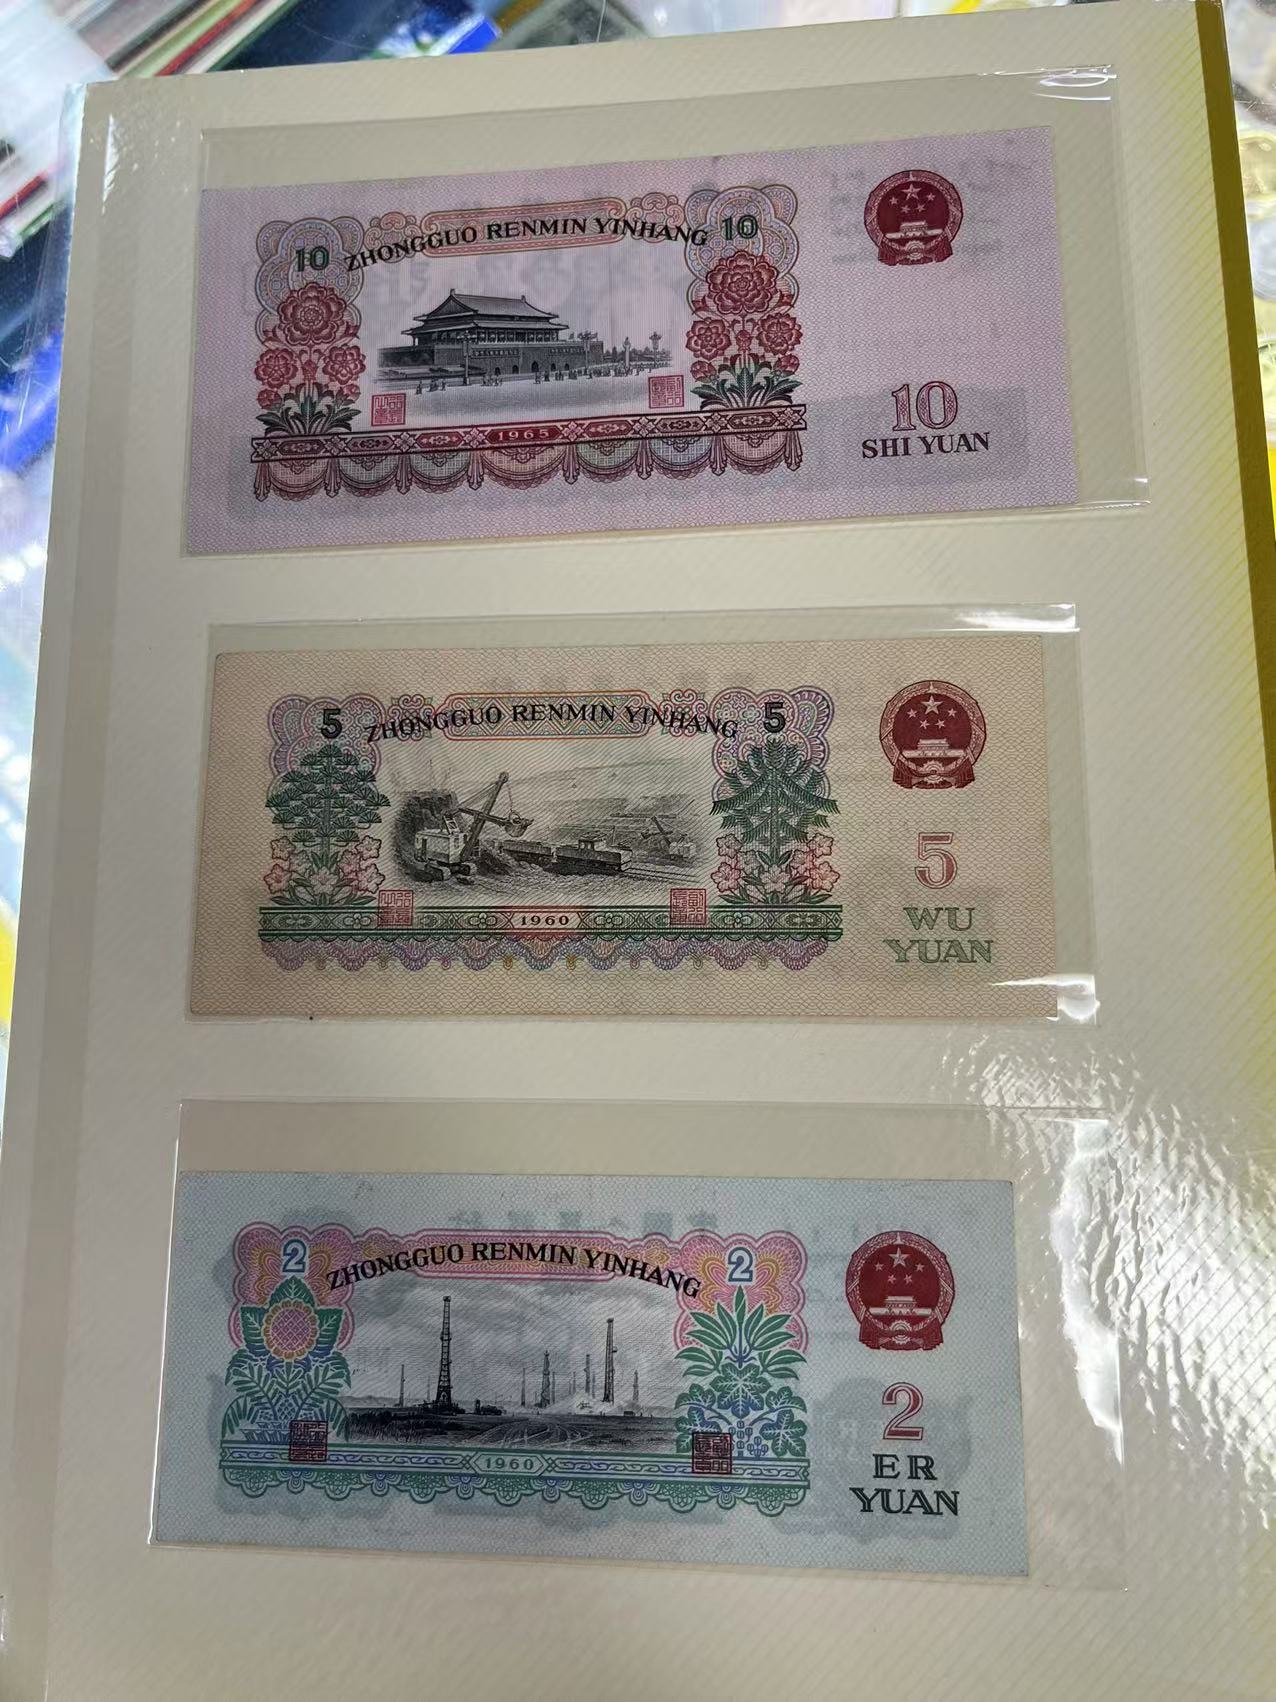 10 ZHONGGUO RENMIN YINHANG 10
1965
10
SHI YUAN
5 ZHONGGUO RENMIN YINHANG 5
1960
5
WU
YUAN
2 ZHONGGUO RENMIN YINHANG 2
1960
2
ER
YUAN